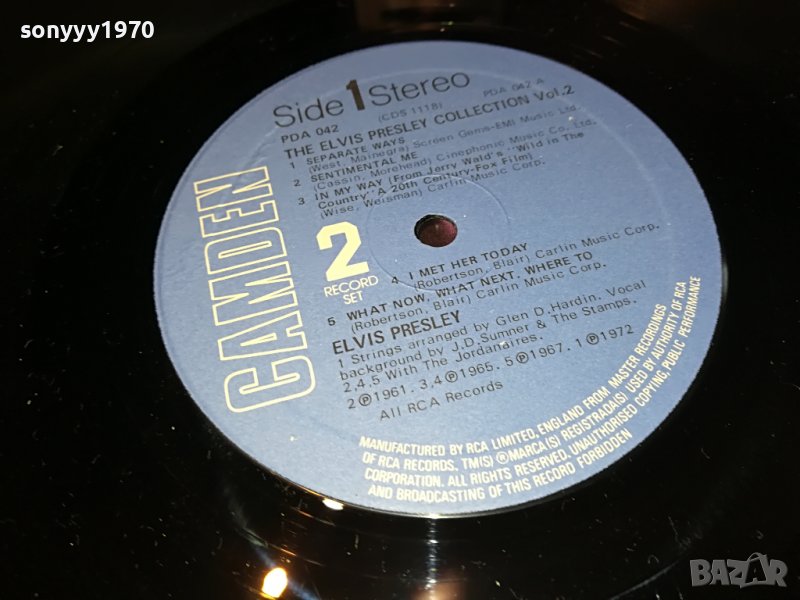 sonyyy1970
Side 1 Stereo
PDA 042 (CDS 1118) PDA 042 A
THE ELVIS PRESLEY COLLECTION Vol.2
1 SEPARATE WAYS
(West, Mainegra) Screen Gems-EMI Music Ltd.
2 SENTIMENTAL ME
(Cassin, Morehead) Cinephonic Music Co. Ltd.
3 IN MY WAY (From Jerry Wald's "Wild in The
Country" A 20th Century-Fox Film)
(Wise, Weisman) Carlin Music Corp.
CAMDEN
2
RECORD
SET
4 I MET HER TODAY
(Robertson, Blair) Carlin Music Corp.
5 WHAT NOW, WHAT NEXT, WHERE TO
(Robertson, Blair) Carlin Music Corp.
ELVIS PRESLEY
1 Strings arranged by Glen D.Hardin, Vocal
background by J.D.Sumner & The Stamps.
2,4,5 With The Jordanaires.
2 ℗1961. 3,4 ℗1965. 5 ℗1967. 1 ℗1972
All RCA Records
MANUFACTURED BY RCA LIMITED, ENGLAND FROM MASTER RECORDINGS
OF RCA RECORDS. TM(S) ® MARCA(S) REGISTRADA(S) USED BY AUTHORITY OF RCA
CORPORATION. ALL RIGHTS RESERVED, UNAUTHORISED COPYING, PUBLIC PERFORMANCE
AND BROADCASTING OF THIS RECORD FORBIDDEN
BAZAR